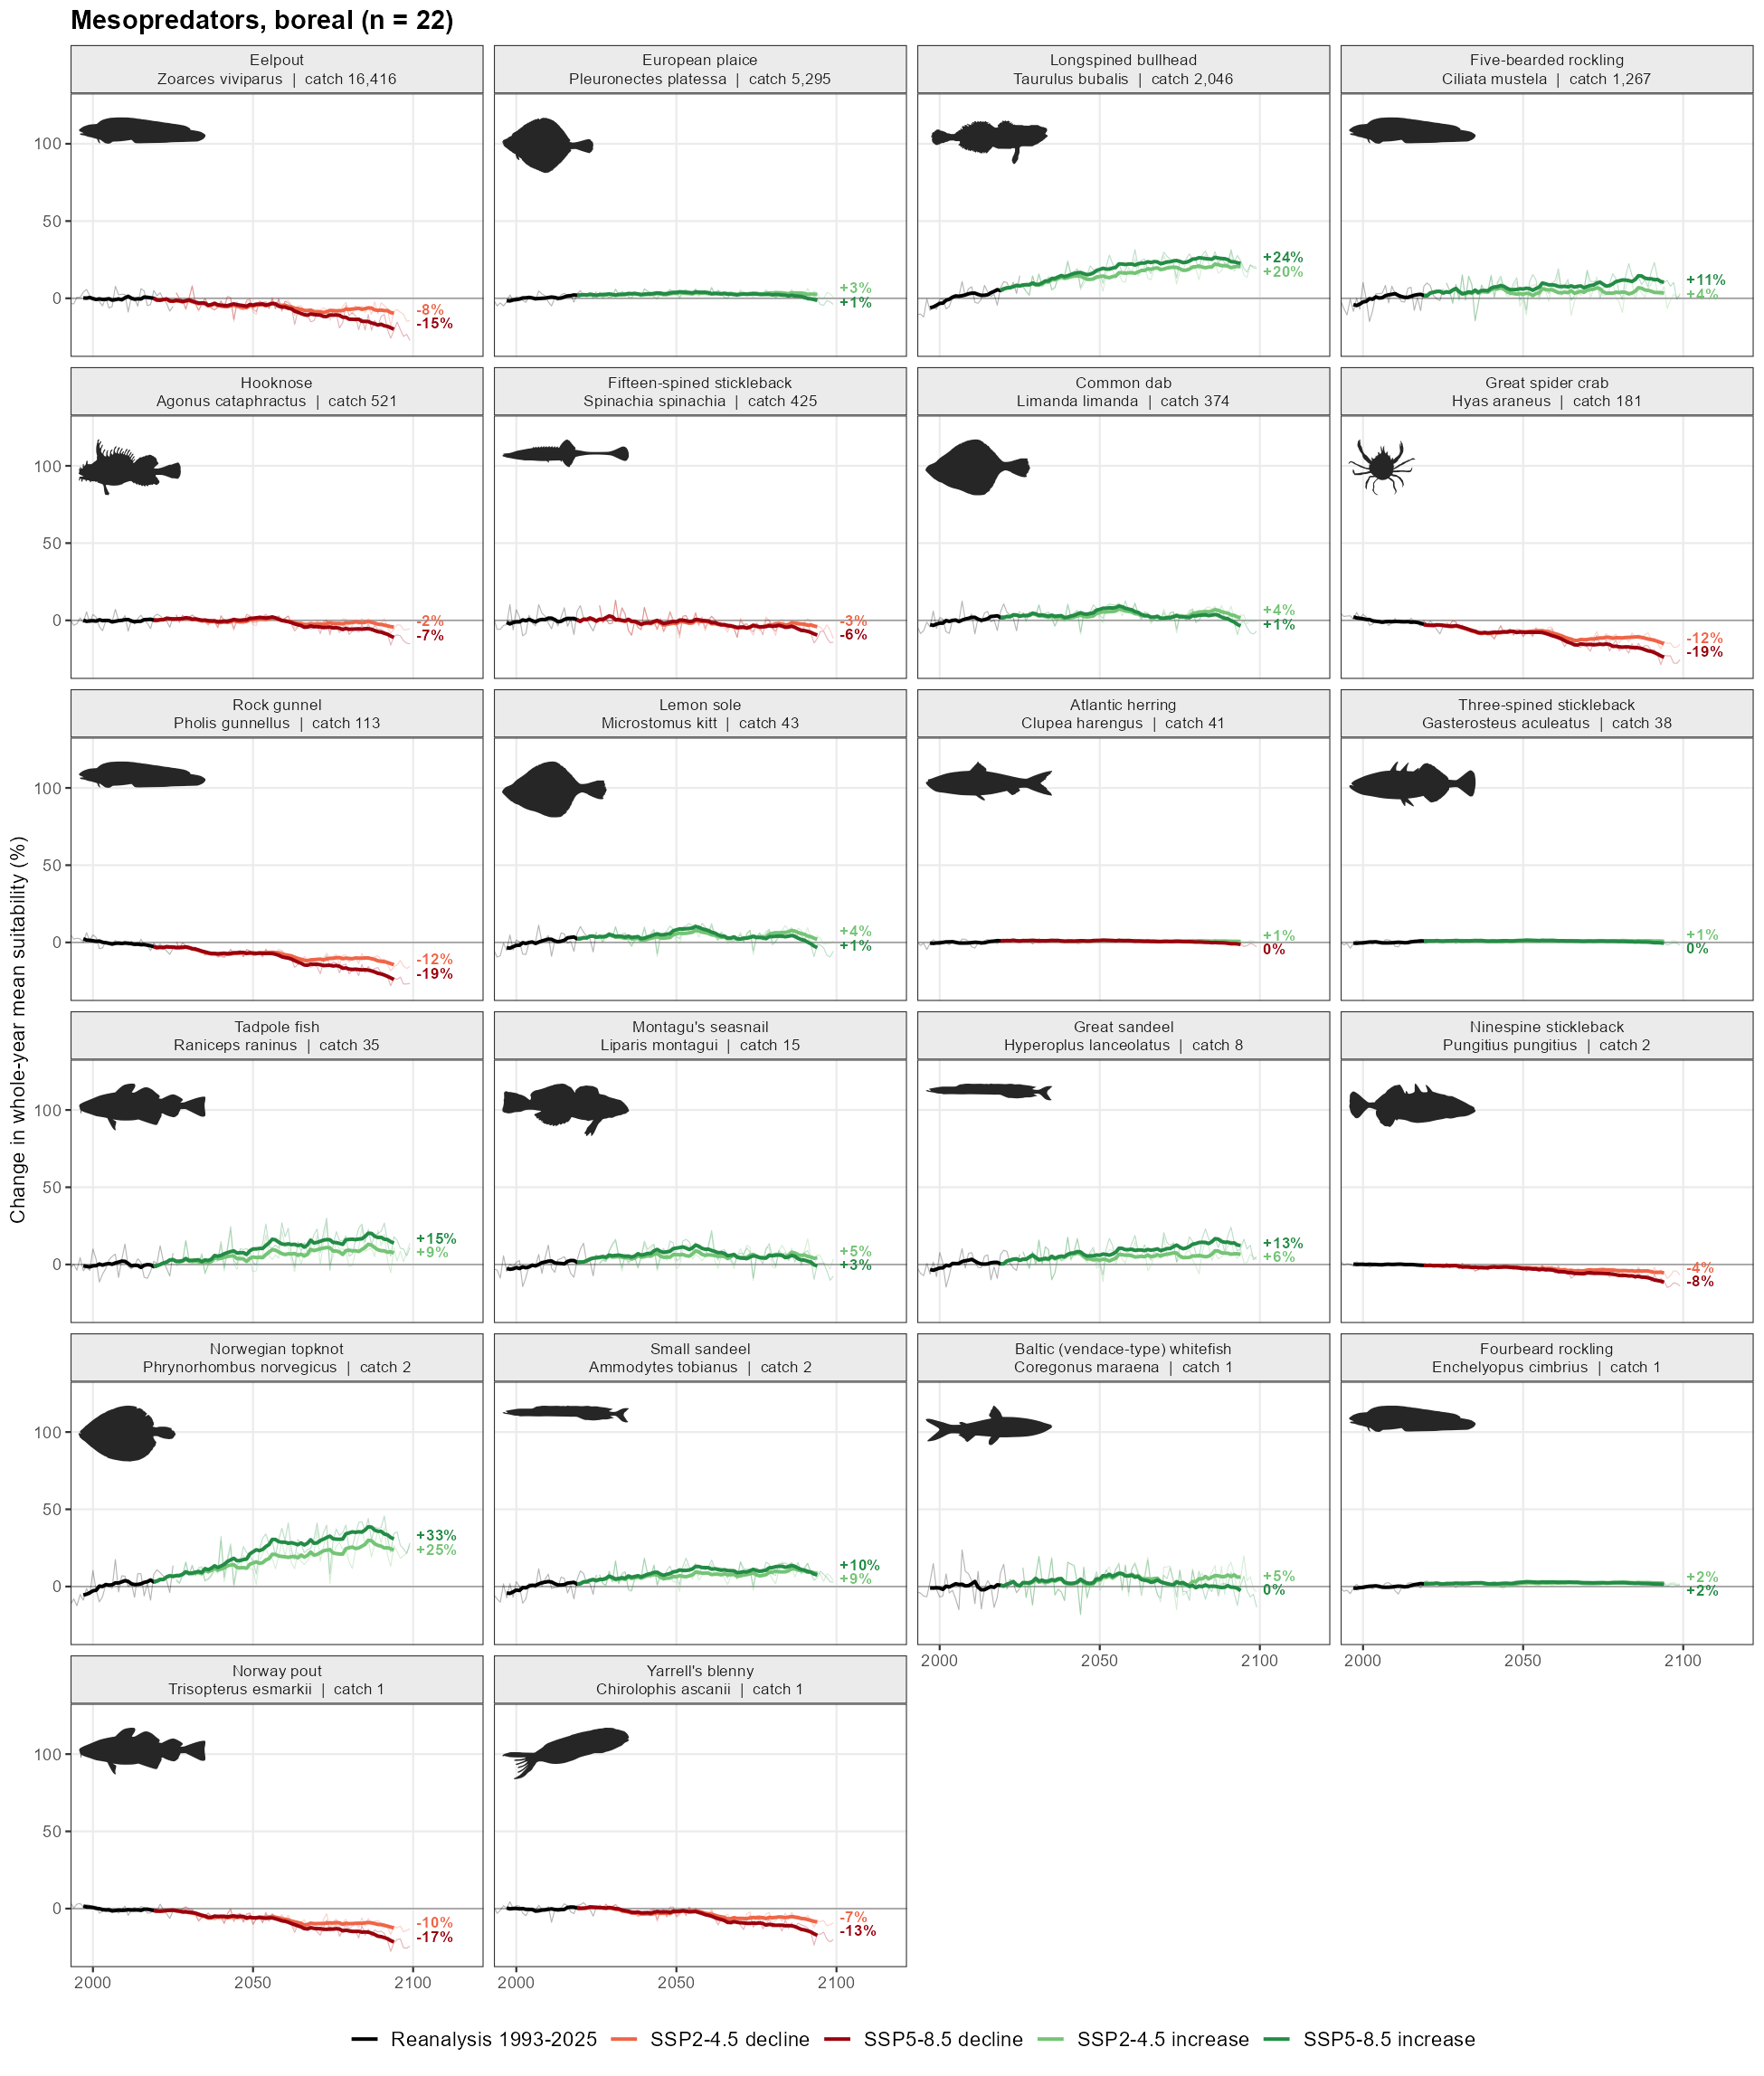 Mesopredators, boreal (n = 22)
Eelpout
Zoarces viviparus | catch 16,416
European plaice
Pleuronectes platessa | catch 5,295
Longspined bullhead
Taurulus bubalis | catch 2,046
Five-bearded rockling
Ciliata mustela | catch 1,267
100
50
0
-8%
-15%
+3%
+1%
+24%
+20%
+11%
+4%
Hooknose
Agonus cataphractus | catch 521
Fifteen-spined stickleback
Spinachia spinachia | catch 425
Common dab
Limanda limanda | catch 374
Great spider crab
Hyas araneus | catch 181
100
50
0
-2%
-7%
-3%
-6%
+4%
+1%
-12%
-19%
Rock gunnel
Pholis gunnellus | catch 113
Lemon sole
Microstomus kitt | catch 43
Atlantic herring
Clupea harengus | catch 41
Three-spined stickleback
Gasterosteus aculeatus | catch 38
100
50
0
-12%
-19%
+4%
+1%
+1%
0%
+1%
0%
Change in whole-year mean suitability (%)
Tadpole fish
Raniceps raninus | catch 35
Montagu's seasnail
Liparis montagui | catch 15
Great sandeel
Hyperoplus lanceolatus | catch 8
Ninespine stickleback
Pungitius pungitius | catch 2
100
50
0
+15%
+9%
+5%
+3%
+13%
+6%
-4%
-8%
Norwegian topknot
Phrynorhombus norvegicus | catch 2
Small sandeel
Ammodytes tobianus | catch 2
Baltic (vendace-type) whitefish
Coregonus maraena | catch 1
Fourbeard rockling
Enchelyopus cimbrius | catch 1
100
50
0
+33%
+25%
+10%
+9%
+5%
0%
+2%
+2%
2000
2050
2100
2000
2050
2100
Norway pout
Trisopterus esmarkii | catch 1
Yarrell's blenny
Chirolophis ascanii | catch 1
100
50
0
-10%
-17%
-7%
-13%
2000
2050
2100
2000
2050
2100
Reanalysis 1993-2025
SSP2-4.5 decline
SSP5-8.5 decline
SSP2-4.5 increase
SSP5-8.5 increase